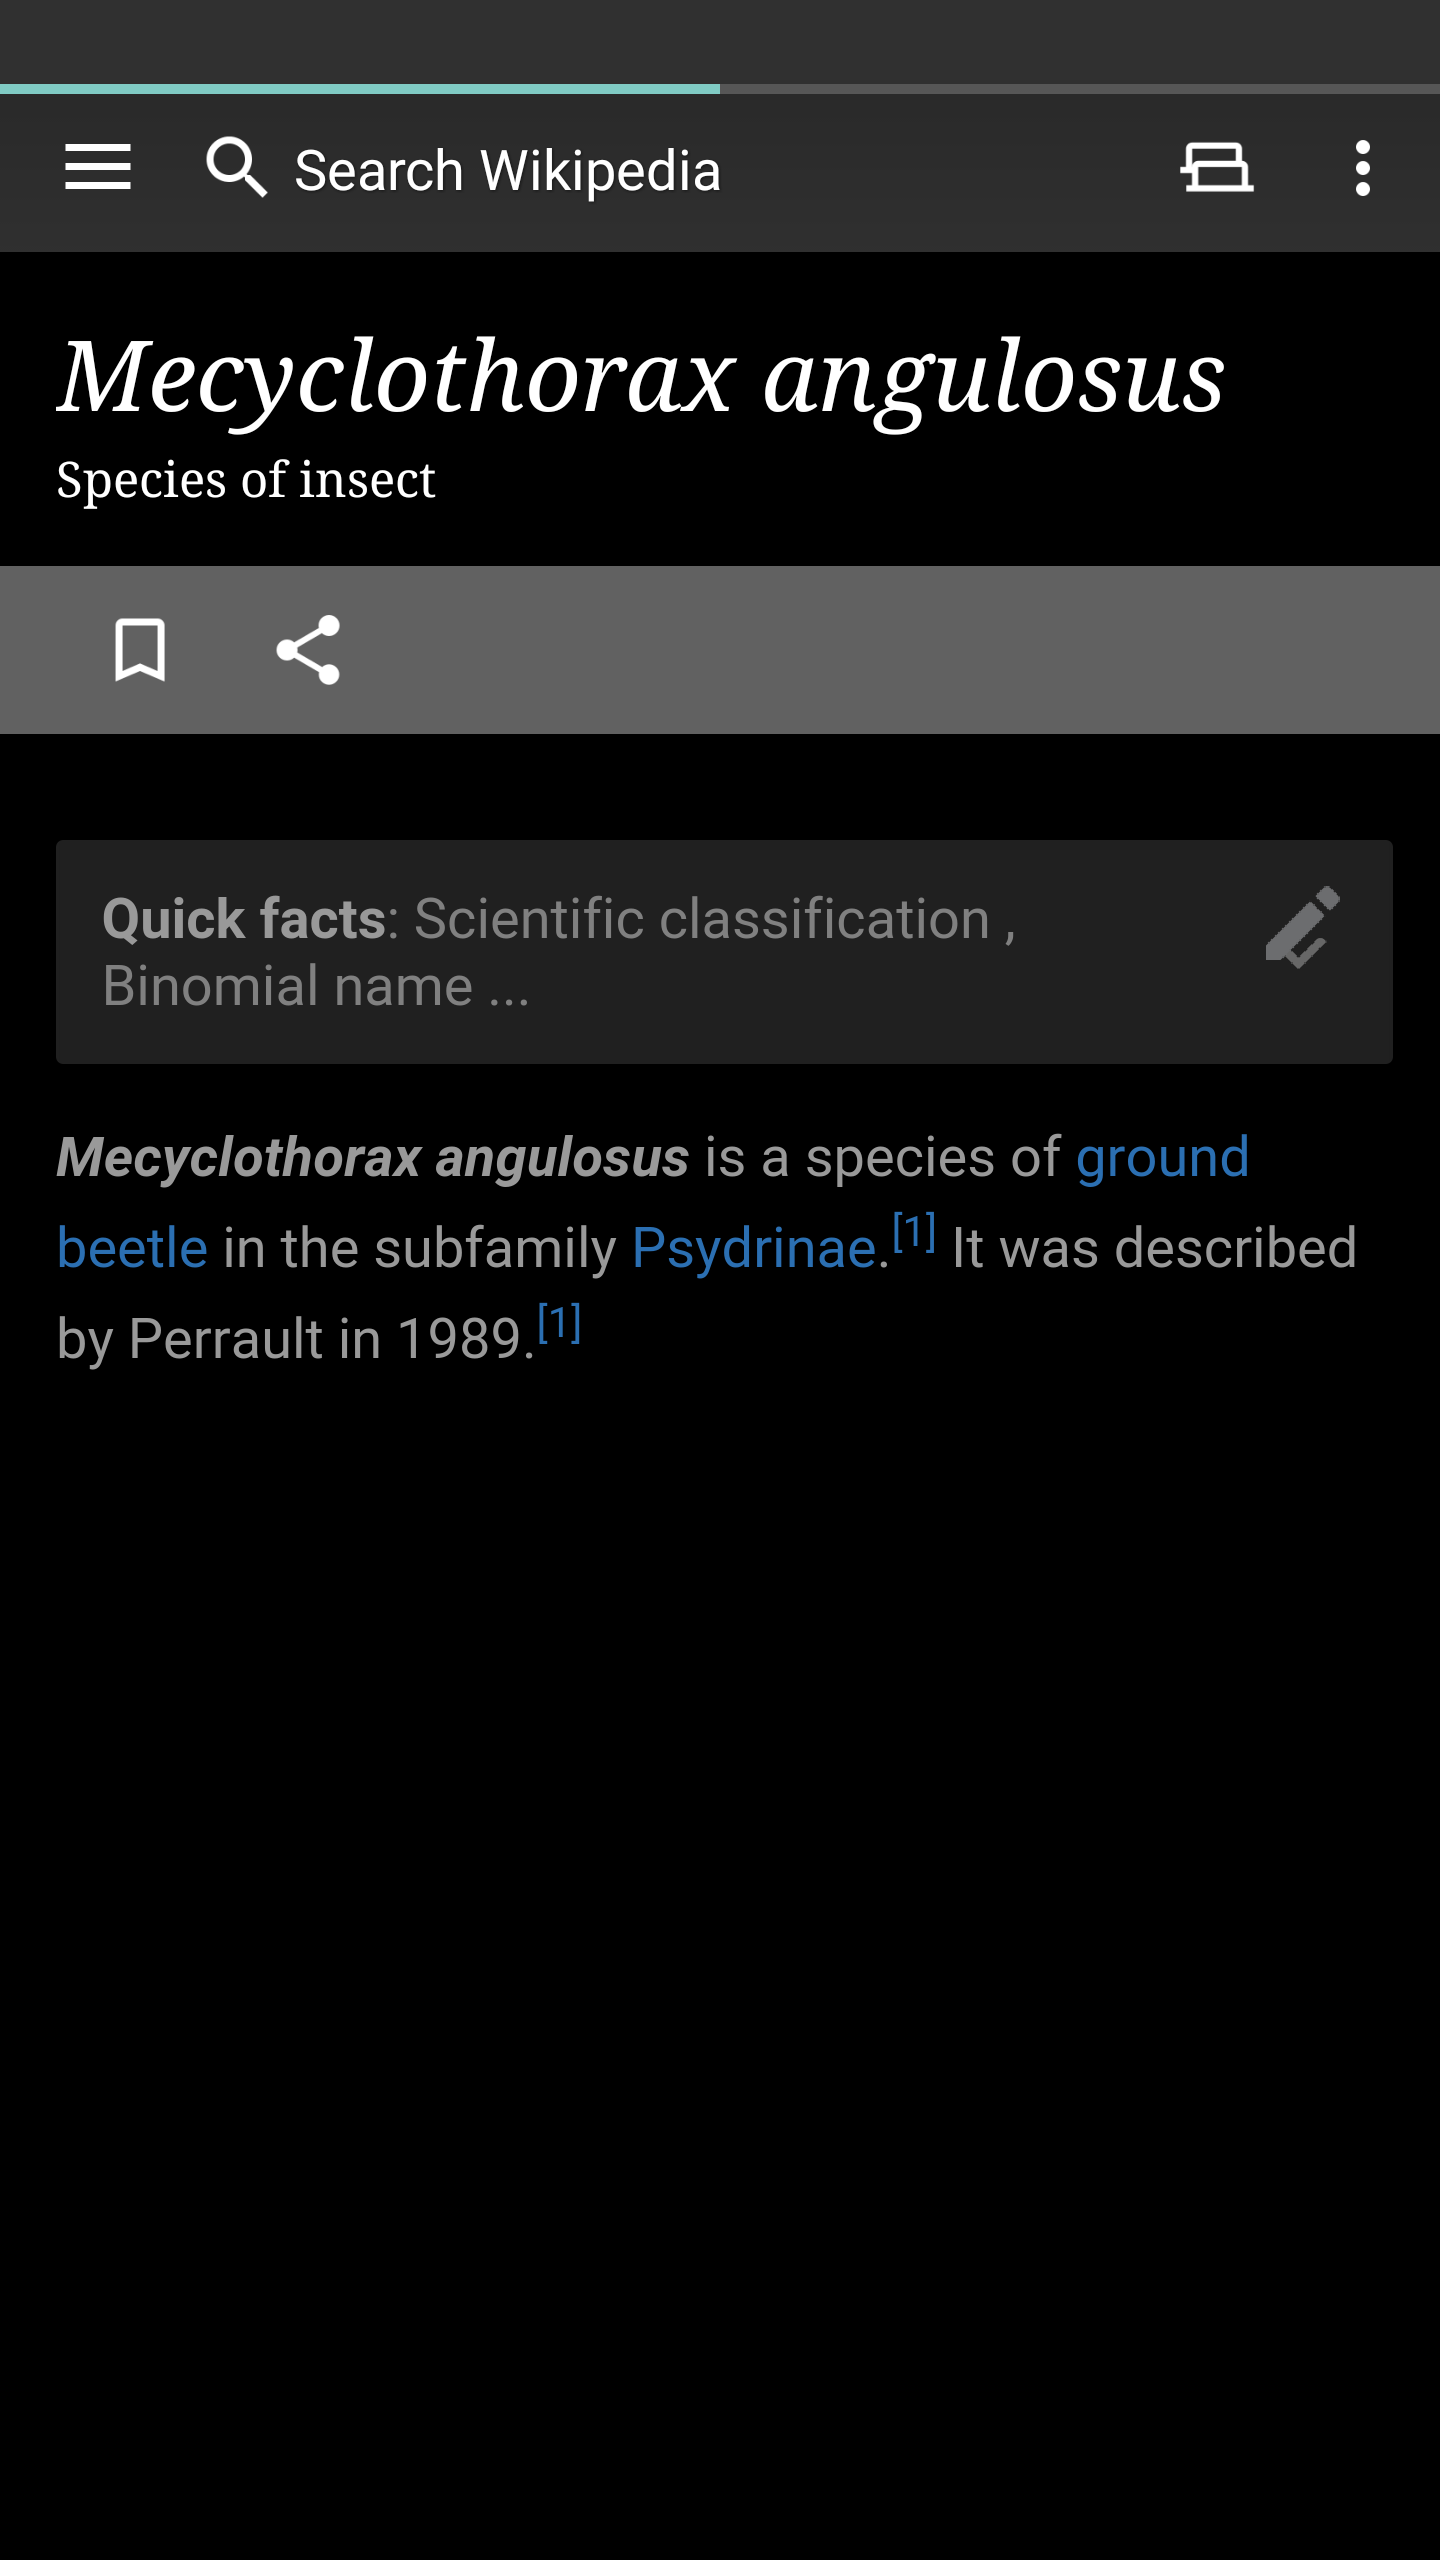 Search Wikipedia
Mecyclothorax angulosus
Species of insect
Quick facts: Scientific classification ,
Binomial name ...
Mecyclothorax angulosus is a species of ground
beetle in the subfamily Psydrinae.[1] It was described
by Perrault in 1989.[1]